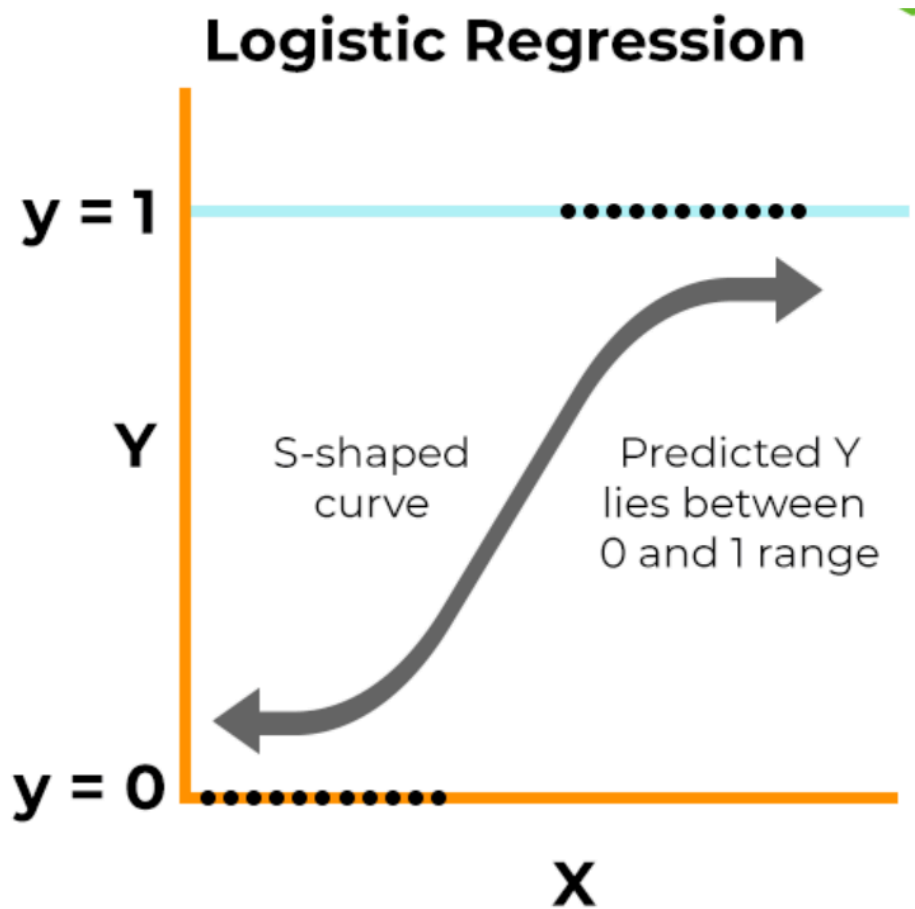 Logistic Regression
y = 1
Y
S-shaped
curve
Predicted Y
lies between
0 and 1 range
y = 0
X